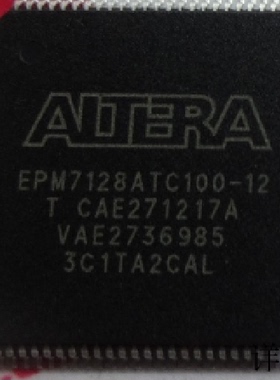 ALTERA
EPM7128ATC100-12
T CAE271217A
VAE2736985
3C1TA2CAL